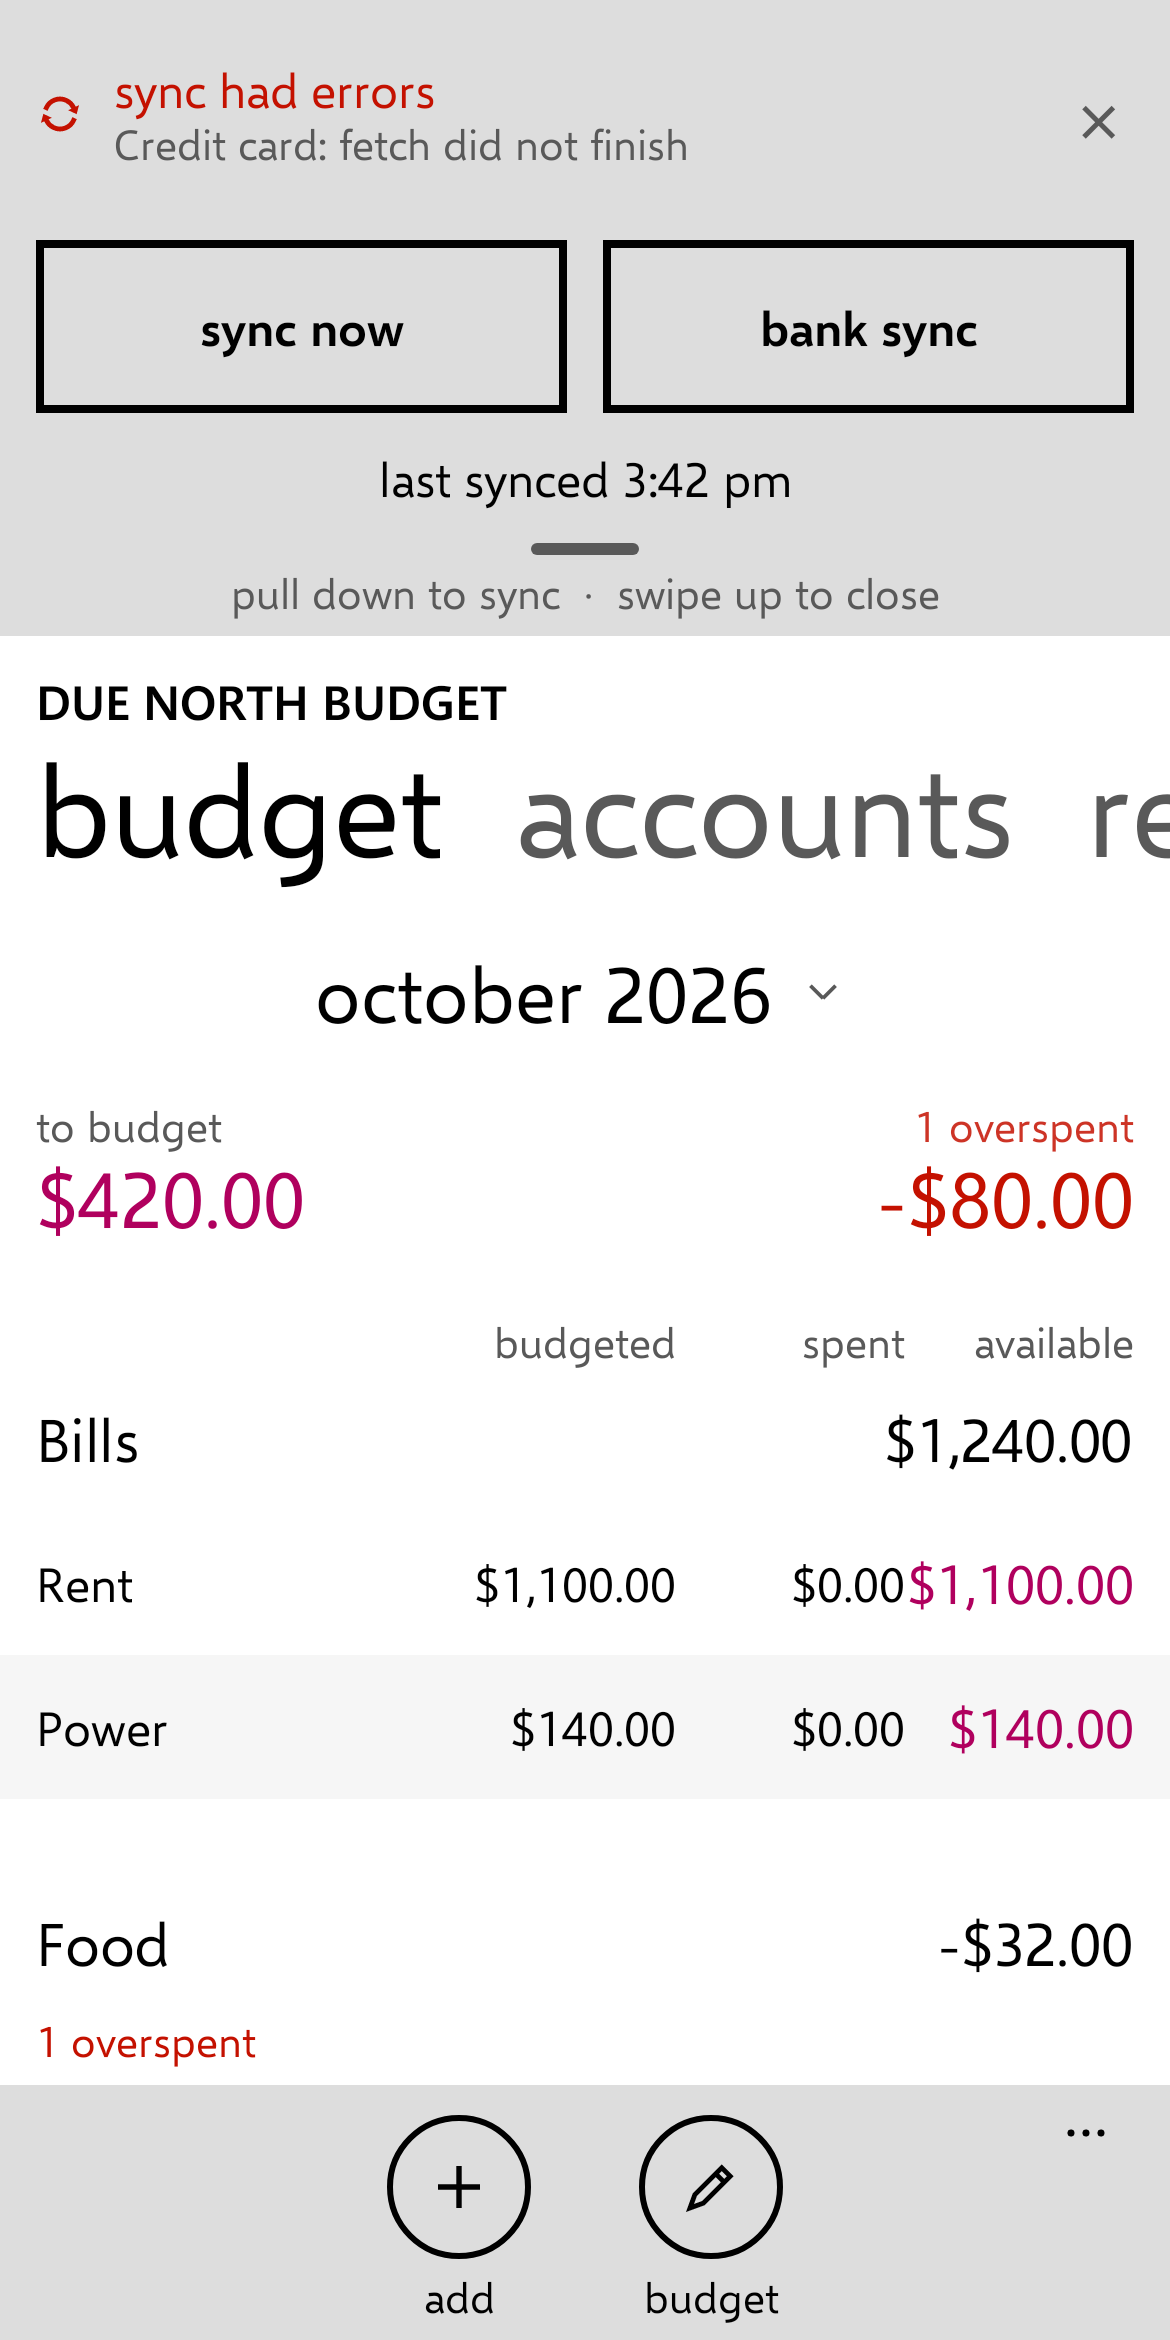 sync had errors
Credit card: fetch did not finish
sync now
bank sync
last synced 3:42 pm
pull down to sync · swipe up to close
DUE NORTH BUDGET
budget accounts re
october 2026
to budget
1 overspent
$420.00
-$80.00
budgeted spent available
Bills $1,240.00
Rent $1,100.00 $0.00 $1,100.00
Power $140.00 $0.00 $140.00
Food -$32.00
1 overspent
add
budget